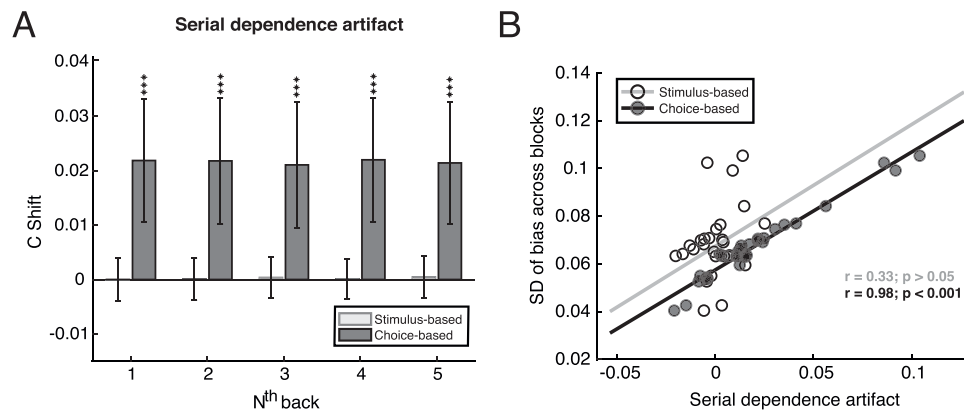 A
Serial dependence artifact
C Shift
0.04
0.03
0.02
0.01
0
-0.01
*** *** *** *** ***
Stimulus-based
Choice-based
1 2 3 4 5
Nth back
B
SD of bias across blocks
0.14
0.12
0.1
0.08
0.06
0.04
0.02
Stimulus-based
Choice-based
r = 0.33; p > 0.05
r = 0.98; p < 0.001
-0.05 0 0.05 0.1
Serial dependence artifact